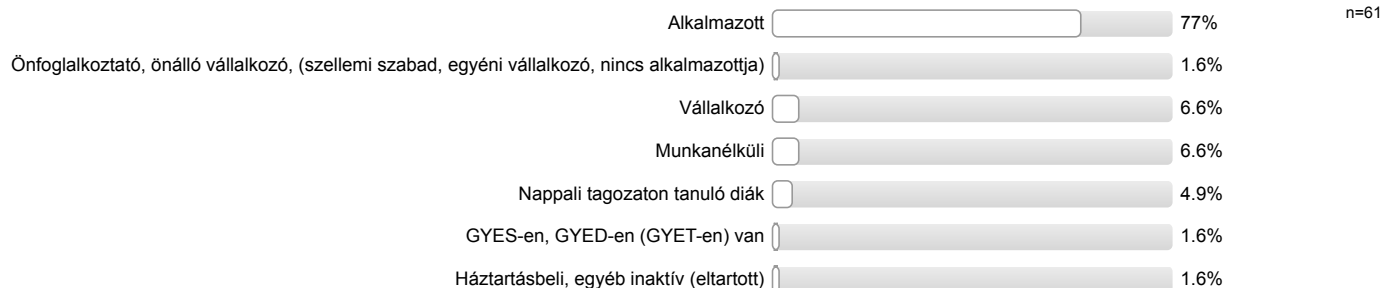 Alkalmazott 77% n=61
Önfoglalkoztató, önálló vállalkozó, (szellemi szabad, egyéni vállalkozó, nincs alkalmazottja) 1.6%
Vállalkozó 6.6%
Munkanélküli 6.6%
Nappali tagozaton tanuló diák 4.9%
GYES-en, GYED-en (GYET-en) van 1.6%
Háztartásbeli, egyéb inaktív (eltartott) 1.6%